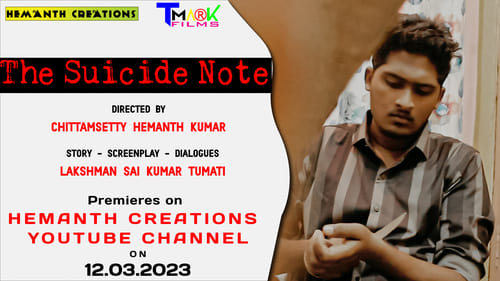 HEMANTH CREATIONS
TMARK
FILMS
The Suicide Note
DIRECTED BY
CHITTAMSETTY HEMANTH KUMAR
STORY - SCREENPLAY - DIALOGUES
LAKSHMAN SAI KUMAR TUMATI
Premieres on
HEMANTH CREATIONS
YOUTUBE CHANNEL
ON
12.03.2023